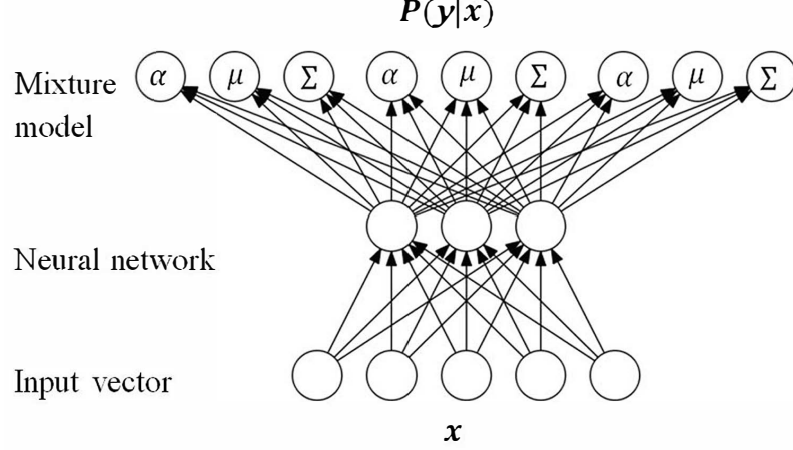 P(y|x)
Mixture model
α μ Σ α μ Σ α μ Σ
Neural network
Input vector
x